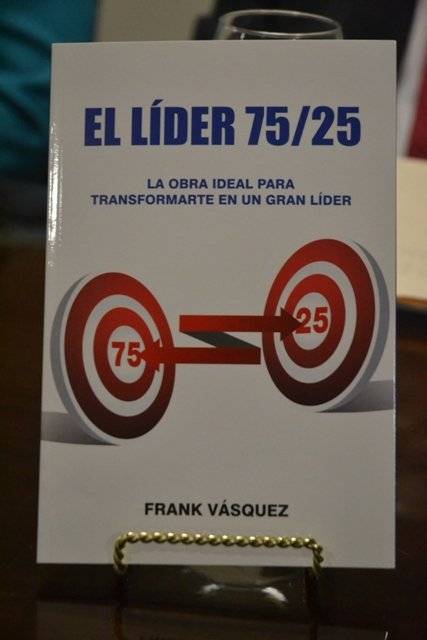 EL LÍDER 75/25
LA OBRA IDEAL PARA
TRANSFORMARTE EN UN GRAN LÍDER
25
75
FRANK VÁSQUEZ